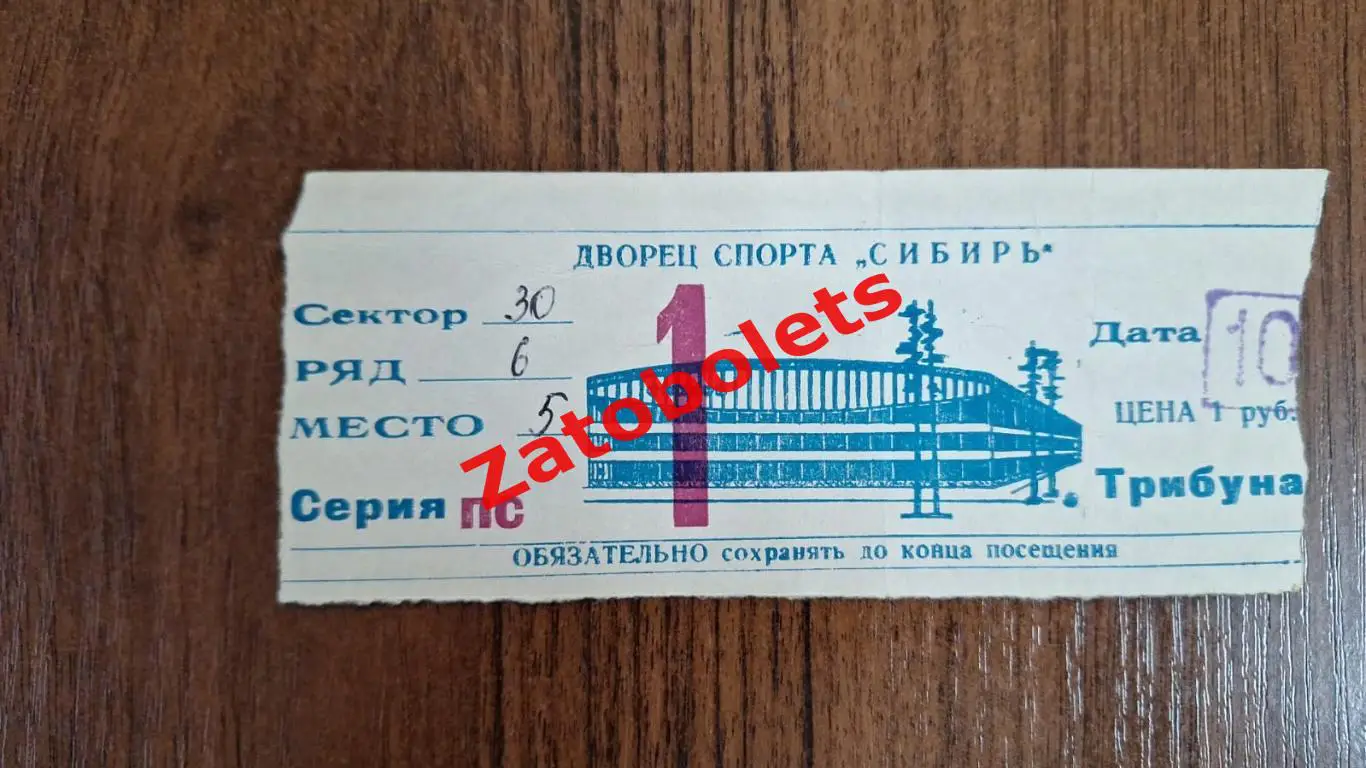 ДВОРЕЦ СПОРТА „СИБИРЬ"
Сектор 30
РЯД 6
МЕСТО 5
Серия ПС
1
Zatobolets
Дата 10
ЦЕНА 1 руб.
Трибуна
ОБЯЗАТЕЛЬНО сохранять до конца посещения